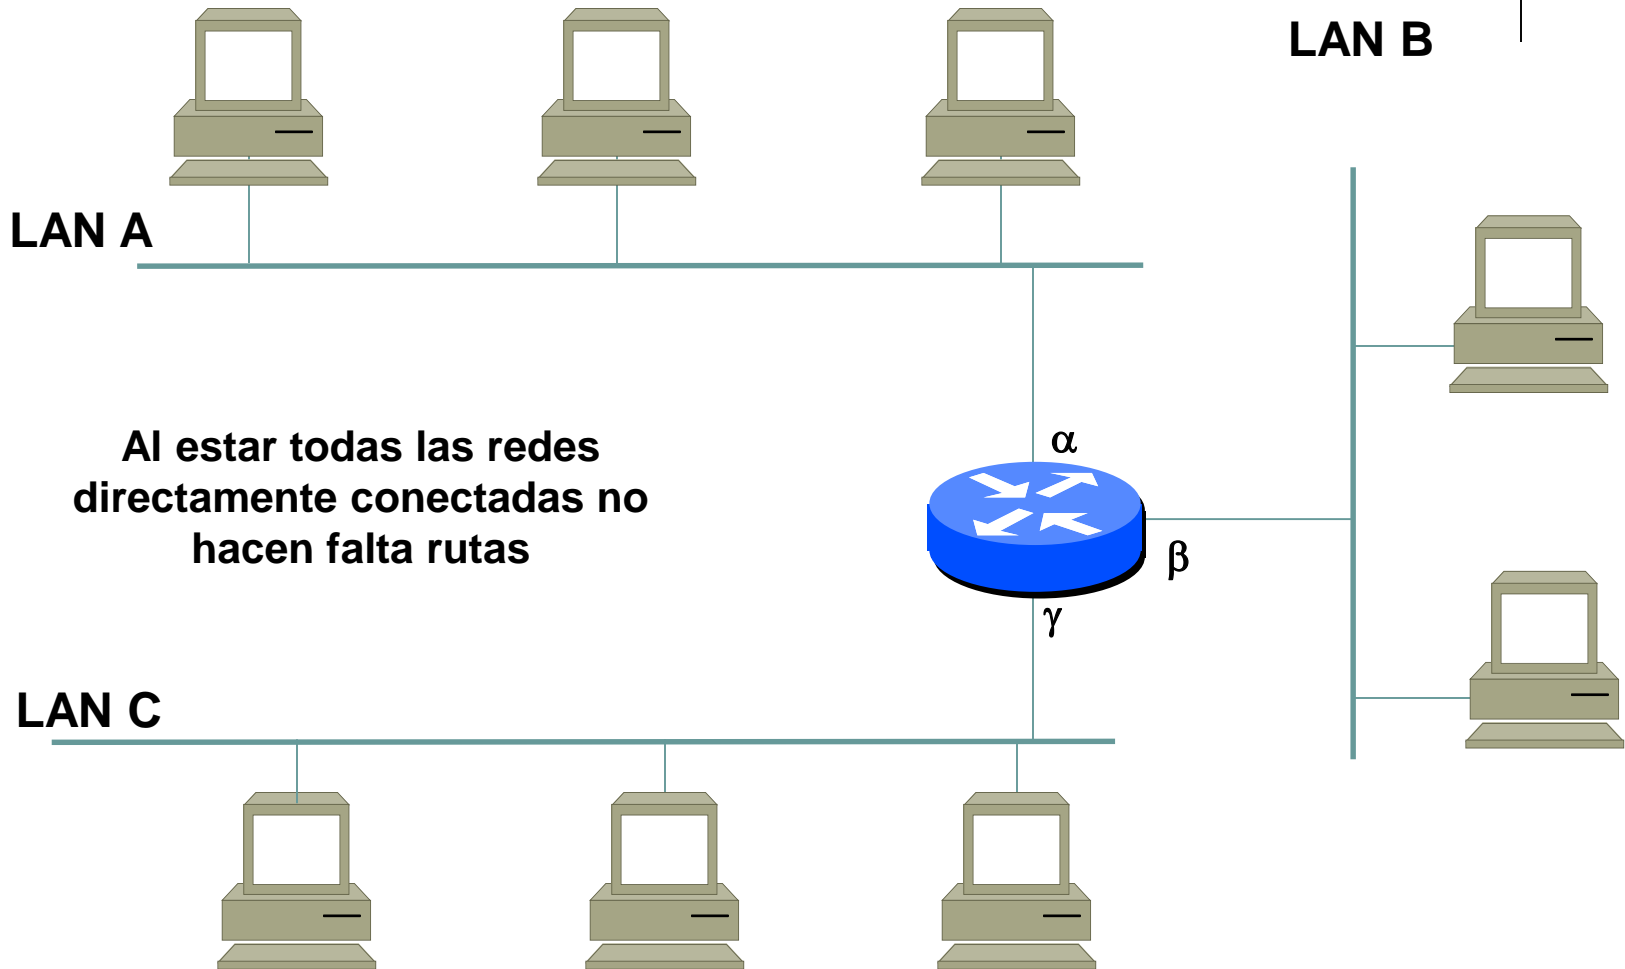 LAN B
LAN A
Al estar todas las redes
directamente conectadas no
hacen falta rutas
α
β
γ
LAN C